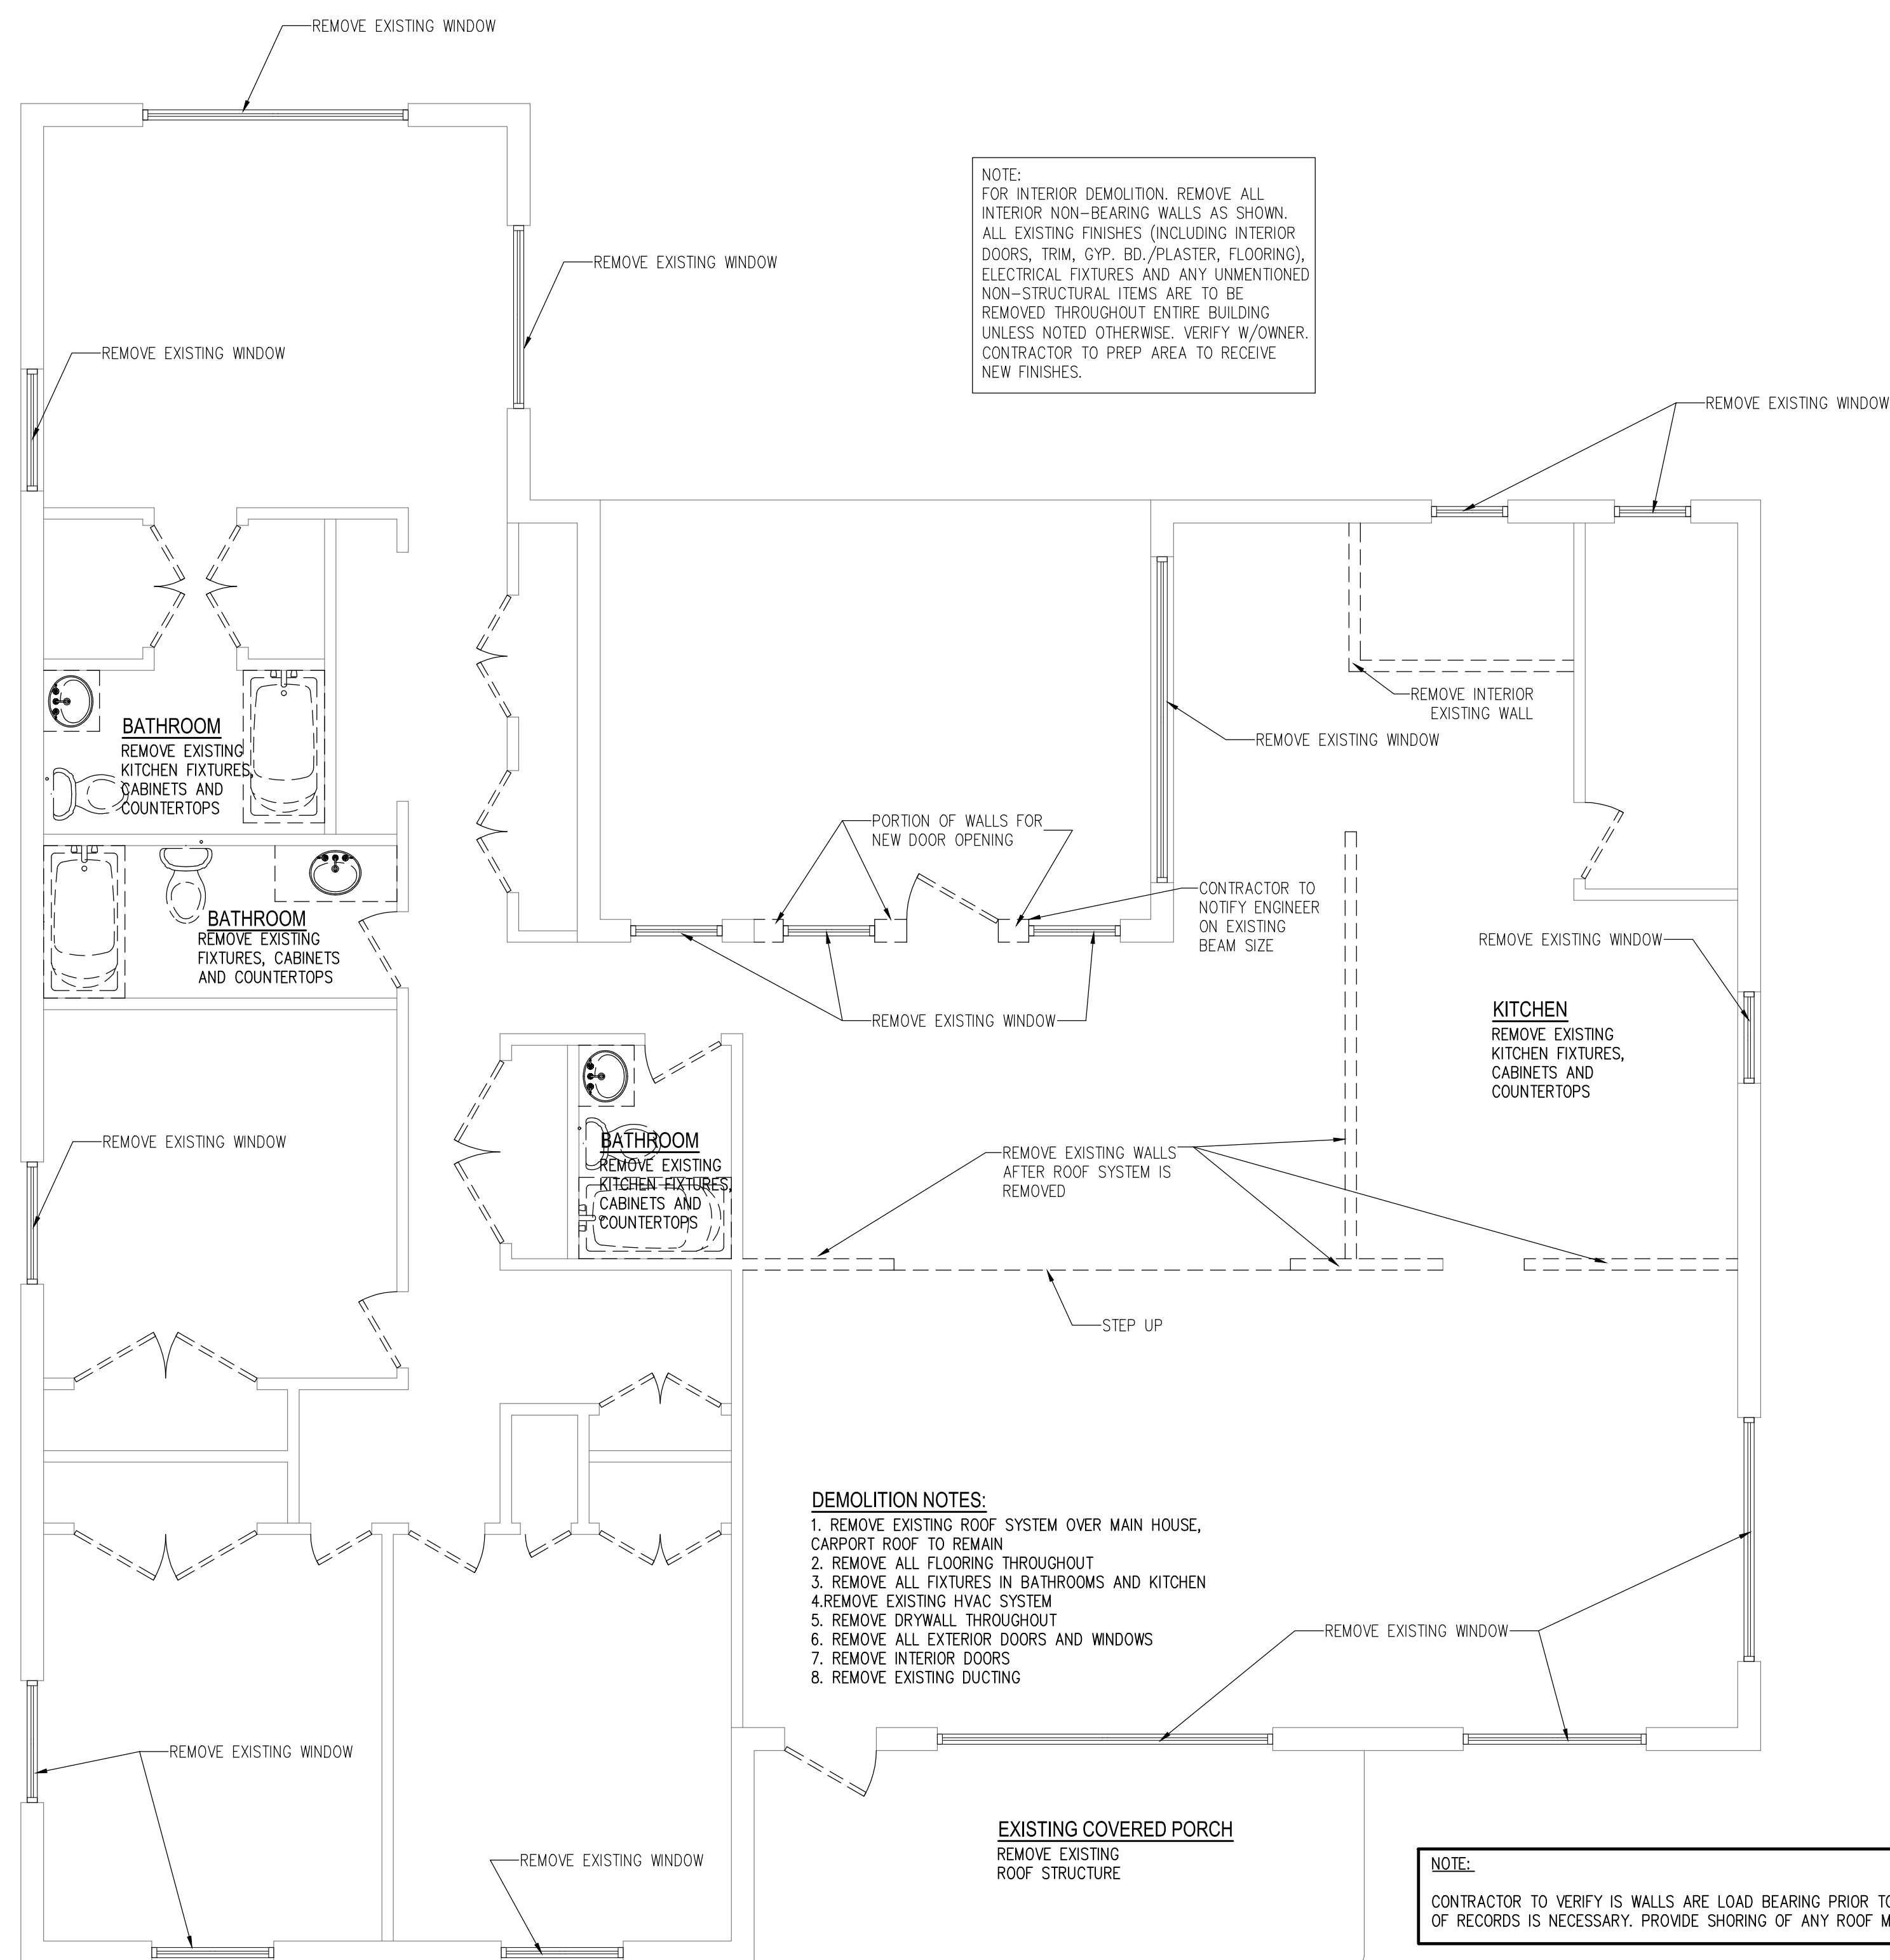 REMOVE EXISTING WINDOW
NOTE:
FOR INTERIOR DEMOLITION. REMOVE ALL
INTERIOR NON-BEARING WALLS AS SHOWN.
ALL EXISTING FINISHES (INCLUDING INTERIOR
DOORS, TRIM, GYP. BD./PLASTER, FLOORING),
ELECTRICAL FIXTURES AND ANY UNMENTIONED
NON-STRUCTURAL ITEMS ARE TO BE
REMOVED THROUGHOUT ENTIRE BUILDING
UNLESS NOTED OTHERWISE. VERIFY W/OWNER.
CONTRACTOR TO PREP AREA TO RECEIVE
NEW FINISHES.
REMOVE EXISTING WINDOW
REMOVE EXISTING WINDOW
REMOVE EXISTING WINDOW
REMOVE INTERIOR
EXISTING WALL
REMOVE EXISTING WINDOW
BATHROOM
REMOVE EXISTING
KITCHEN FIXTURES,
CABINETS AND
COUNTERTOPS
PORTION OF WALLS FOR
NEW DOOR OPENING
CONTRACTOR TO
NOTIFY ENGINEER
ON EXISTING
BEAM SIZE
BATHROOM
REMOVE EXISTING
FIXTURES, CABINETS
AND COUNTERTOPS
REMOVE EXISTING WINDOW
REMOVE EXISTING WINDOW
KITCHEN
REMOVE EXISTING
KITCHEN FIXTURES,
CABINETS AND
COUNTERTOPS
REMOVE EXISTING WINDOW
BATHROOM
REMOVE EXISTING
KITCHEN FIXTURES,
CABINETS AND
COUNTERTOPS
REMOVE EXISTING WALLS
AFTER ROOF SYSTEM IS
REMOVED
STEP UP
DEMOLITION NOTES:
1. REMOVE EXISTING ROOF SYSTEM OVER MAIN HOUSE,
CARPORT ROOF TO REMAIN
2. REMOVE ALL FLOORING THROUGHOUT
3. REMOVE ALL FIXTURES IN BATHROOMS AND KITCHEN
4.REMOVE EXISTING HVAC SYSTEM
5. REMOVE DRYWALL THROUGHOUT
6. REMOVE ALL EXTERIOR DOORS AND WINDOWS
7. REMOVE INTERIOR DOORS
8. REMOVE EXISTING DUCTING
REMOVE EXISTING WINDOW
REMOVE EXISTING WINDOW
EXISTING COVERED PORCH
REMOVE EXISTING
ROOF STRUCTURE
REMOVE EXISTING WINDOW
NOTE:
CONTRACTOR TO VERIFY IS WALLS ARE LOAD BEARING PRIOR
OF RECORDS IS NECESSARY. PROVIDE SHORING OF ANY ROOF